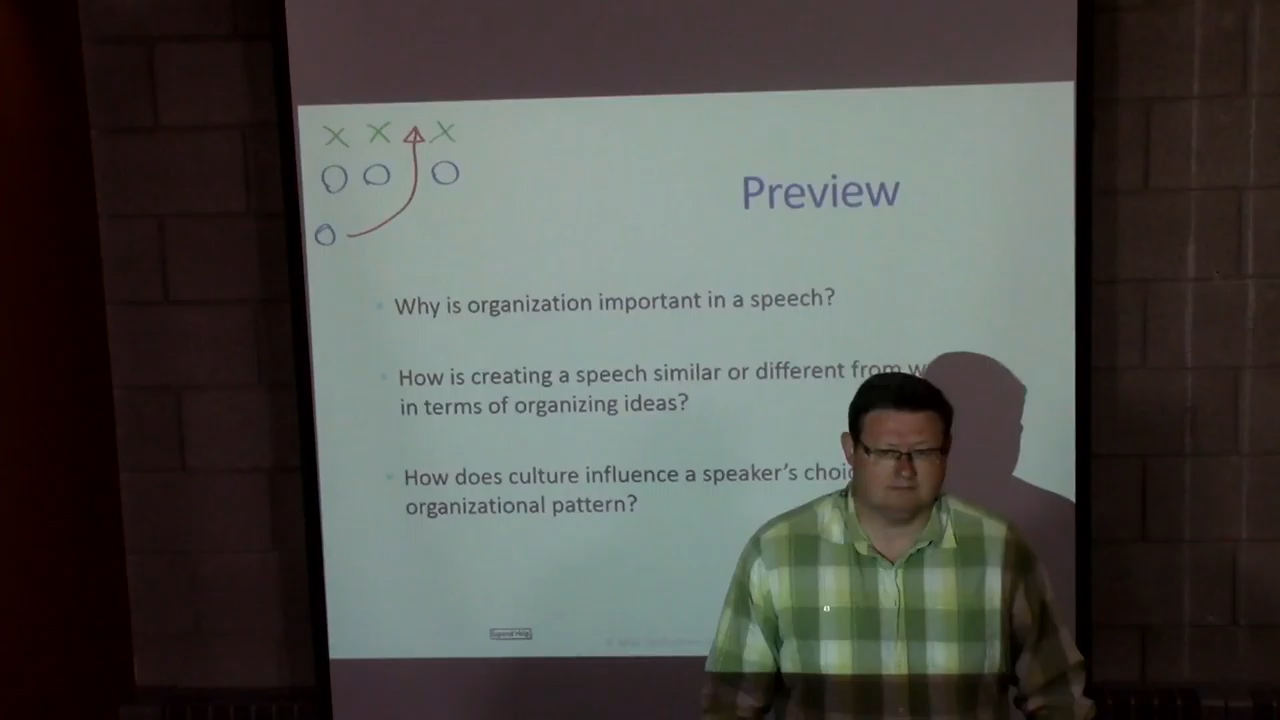 X X X
O O O
O
Preview
Why is organization important in a speech?
How is creating a speech similar or different from
in terms of organizing ideas?
How does culture influence a speaker's
organizational pattern?